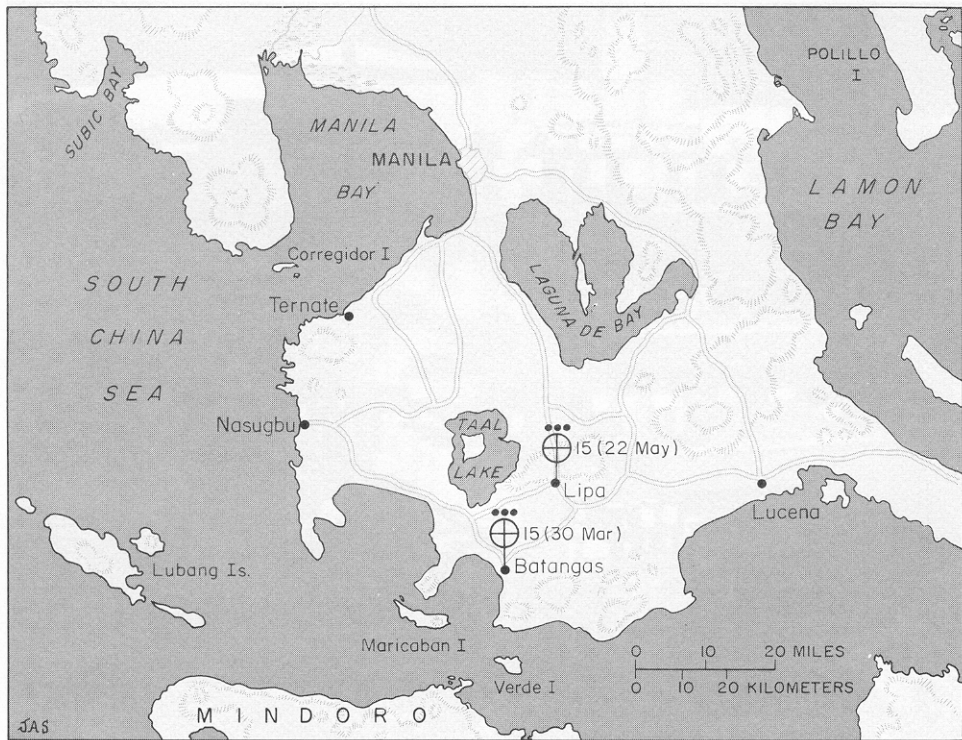 POLILLO
I
SUBIC BAY
MANILA
BAY
MANILA
LAMON
BAY
Corregidor I
SOUTH
CHINA
SEA
LAGUNA DE BAY
Ternate
Nasugbu
TAAL
LAKE
15 (22 May)
Lipa
Lucena
15 (30 Mar)
Batangas
Lubang Is.
Maricaban I
Verde I
0 10 20 MILES
0 10 20 KILOMETERS
MINDORO
JAS